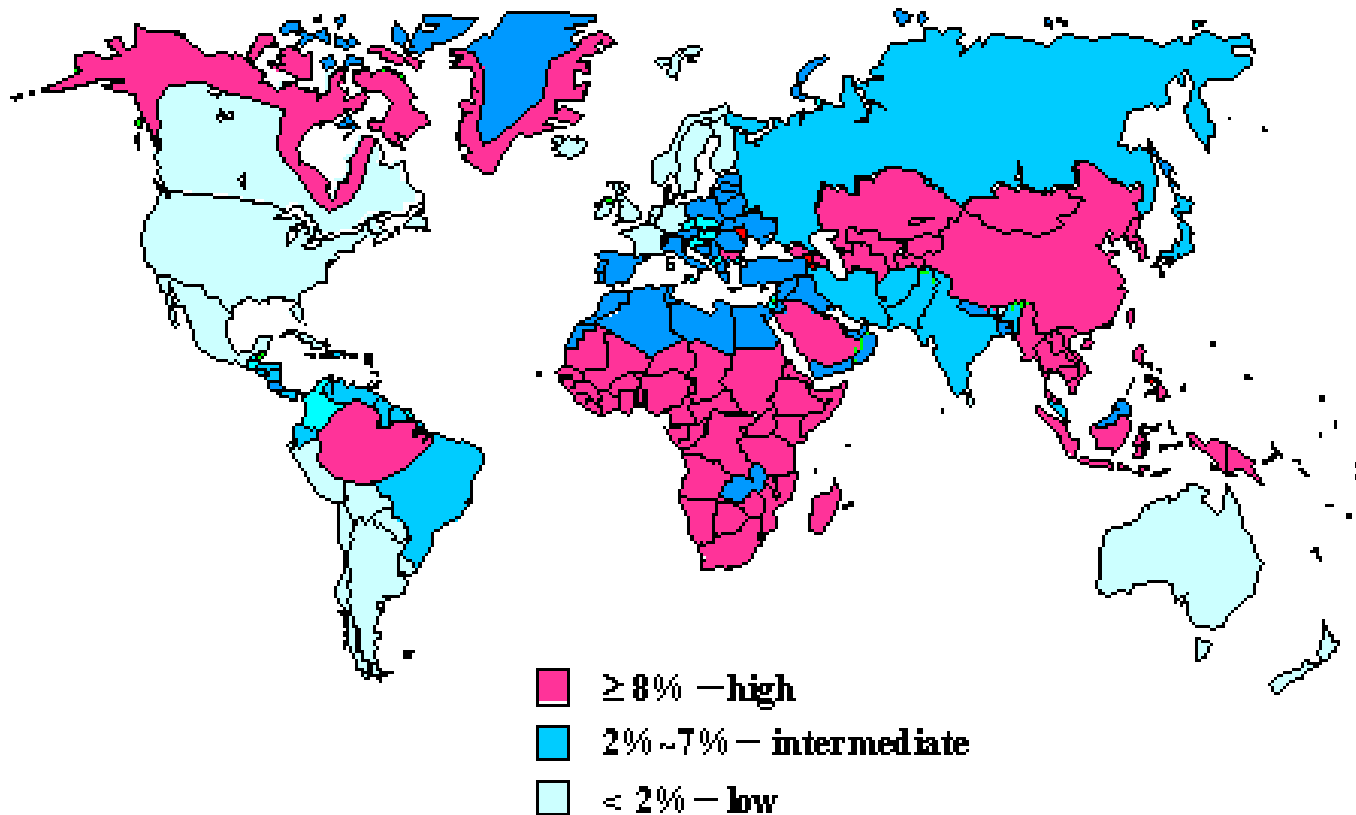 ≥ 8% – high
2% ~ 7% – intermediate
< 2% – low